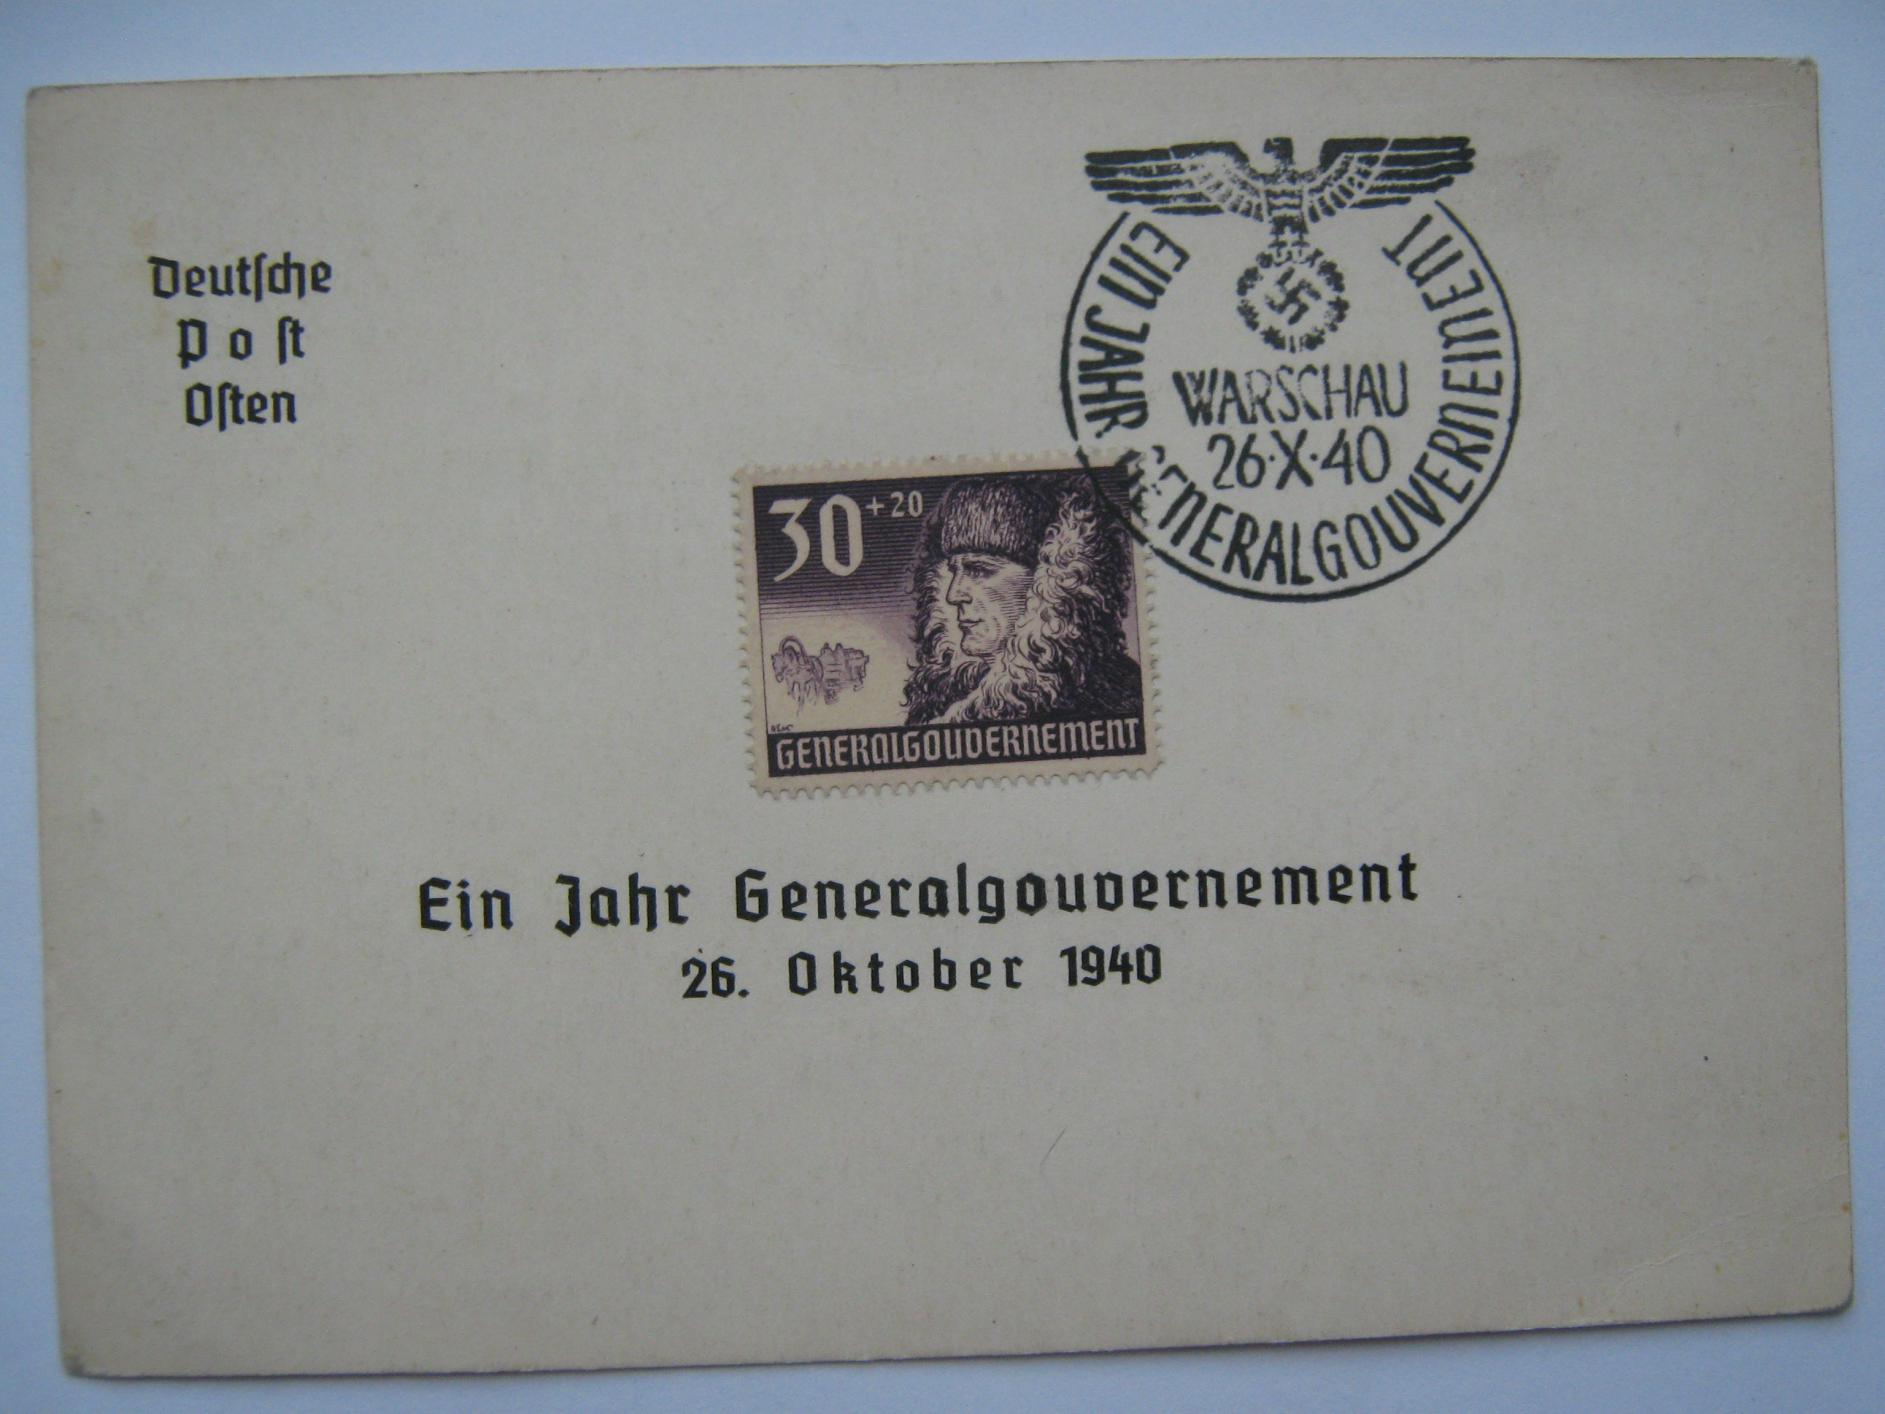 Deutſche
Poſt
Oſten
EIN JAHR GENERALGOUVERNEMENT
WARSCHAU
26·X·40
30+20
GENERALGOUVERNEMENT
Ein Jahr Generalgouvernement
26. Oktober 1940